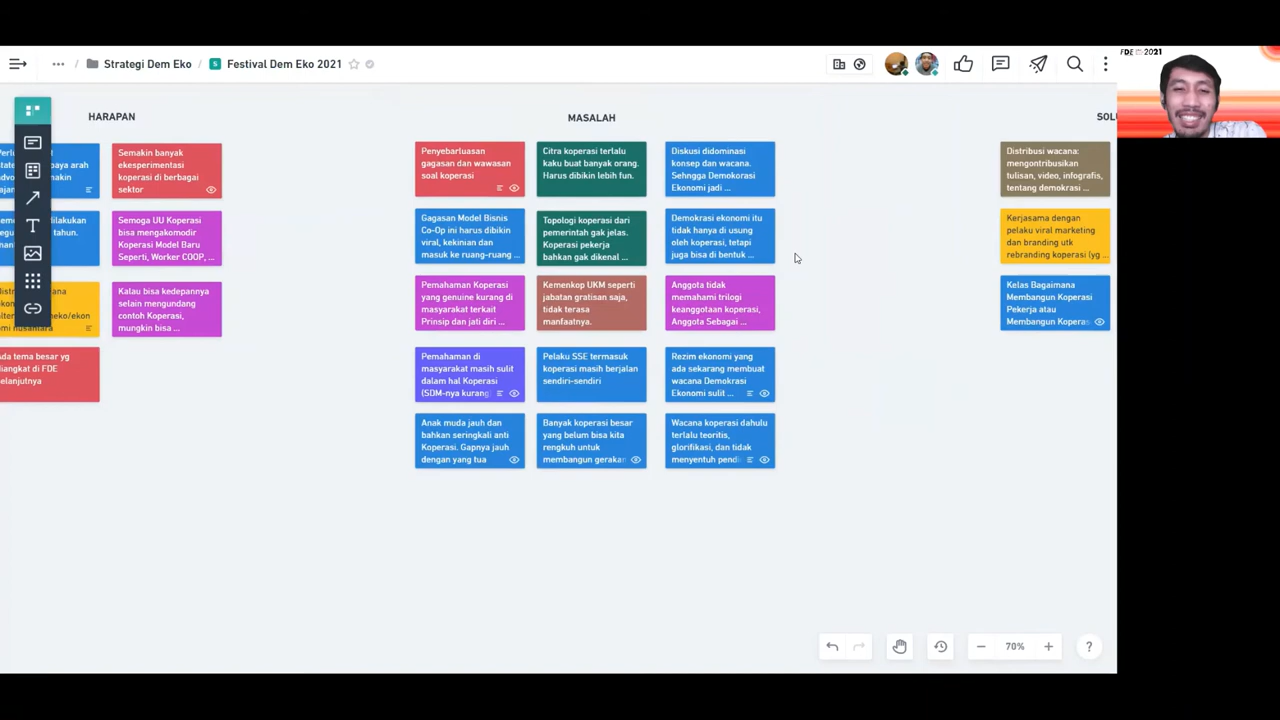 Strategi Dem Eko / Festival Dem Eko 2021
FDE 2021
HARAPAN
ajan
Semakin banyak
eksperimentasi
koperasi di berbagai
sektor
dilakukan
tahun.
Semoga UU Koperasi
bisa mengakomodir
Koperasi Model Baru
Seperti, Worker COOP, ...
Kalau bisa kedepannya
selain mengundang
contoh Koperasi,
mungkin bisa ...
Ada tema besar yg
diangkat di FDE
selanjutnya
MASALAH
Penyebarluasan
gagasan dan wawasan
soal koperasi
Citra koperasi terlalu
kaku buat banyak orang.
Harus dibikin lebih fun.
Diskusi didominasi
konsep dan wacana.
Sehngga Demokorasi
Ekonomi jadi ...
Gagasan Model Bisnis
Co-Op ini harus dibikin
viral, kekinian dan
masuk ke ruang-ruang ...
Topologi koperasi dari
pemerintah gak jelas.
Koperasi pekerja
bahkan gak dikenal ...
Demokrasi ekonomi itu
tidak hanya di usung
oleh koperasi, tetapi
juga bisa di bentuk ...
Pemahaman Koperasi
yang genuine kurang di
masyarakat terkait
Prinsip dan jati diri ...
Kemenkop UKM seperti
jabatan gratisan saja,
tidak terasa
manfaatnya.
Anggota tidak
memahami trilogi
keanggotaan koperasi,
Anggota Sebagai ...
Pemahaman di
masyarakat masih sulit
dalam hal Koperasi
(SDM-nya kurang
Pelaku SSE termasuk
koperasi masih berjalan
sendiri-sendiri
Rezim ekonomi yang
ada sekarang membuat
wacana Demokrasi
Ekonomi sulit ...
Anak muda jauh dan
bahkan seringkali anti
Koperasi. Gapnya jauh
dengan yang tua
Banyak koperasi besar
yang belum bisa kita
rengkuh untuk
membangun gerakan
Wacana koperasi dahulu
terlalu teoritis,
glorifikasi, dan tidak
menyentuh pendi
SOLU
Distribusi wacana:
mengontribusikan
tulisan, video, infografis,
tentang demokrasi ...
Kerjasama dengan
pelaku viral marketing
dan branding utk
rebranding koperasi (yg ...
Kelas Bagaimana
Membangun Koperasi
Pekerja atau
Membangun Koperas
70%